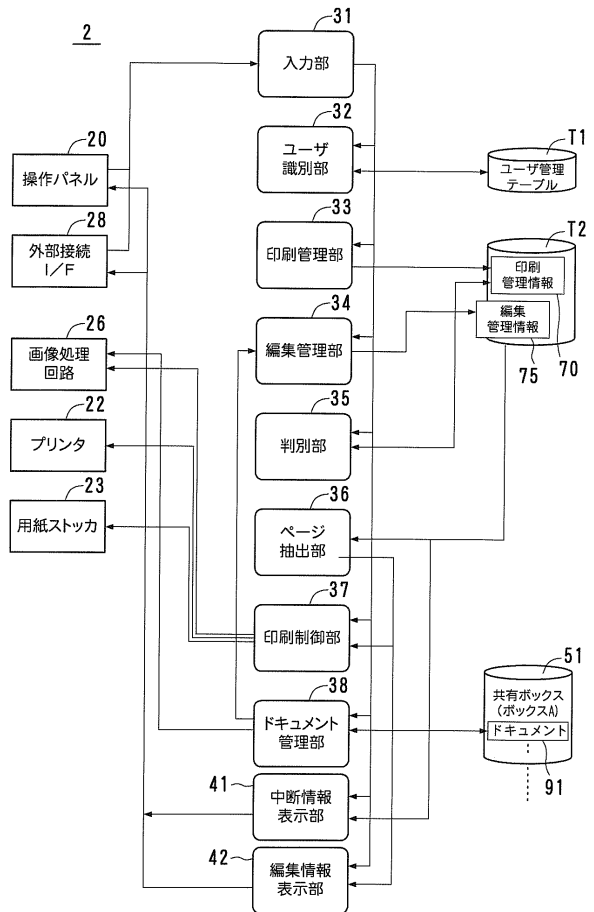 2
31
入力部
32
ユーザ
識別部
T1
ユーザ管理
テーブル
20
操作パネル
28
外部接続
I/F
33
印刷管理部
T2
印刷
管理情報
編集
管理情報
75
70
34
編集管理部
26
画像処理
回路
22
プリンタ
35
判別部
23
用紙ストッカ
36
ページ
抽出部
37
印刷制御部
38
ドキュメント
管理部
51
共有ボックス
(ボックスA)
ドキュメント
91
41
中断情報
表示部
42
編集情報
表示部